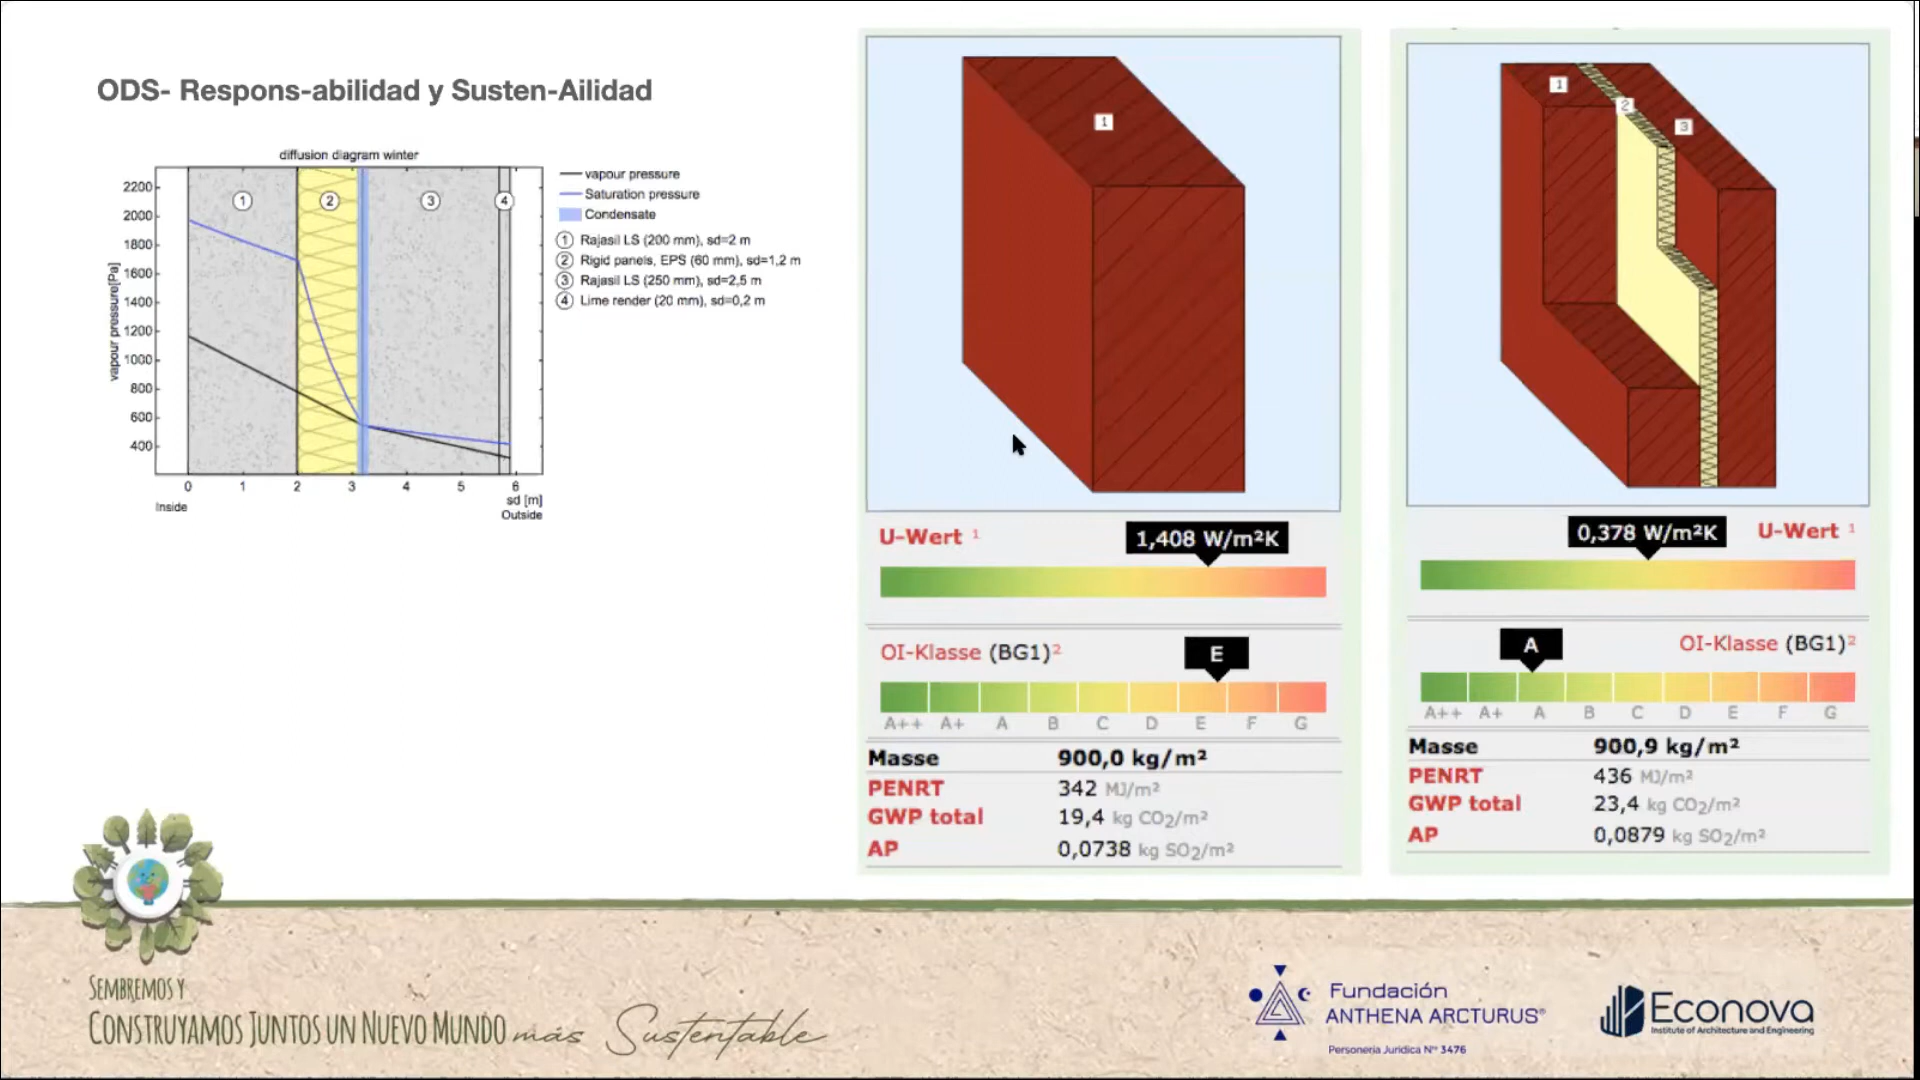 ODS- Respons-abilidad y Susten-Ailidad
diffusion diagram winter
vapour pressure[Pa]
2200
2000
1800
1600
1400
1200
1000
800
600
400
1
2
3
4
0
1
2
3
4
5
6
sd [m]
Inside
Outside
vapour pressure
Saturation pressure
Condensate
1 Rajasil LS (200 mm), sd=2 m
2 Rigid panels, EPS (60 mm), sd=1,2 m
3 Rajasil LS (250 mm), sd=2,5 m
4 Lime render (20 mm), sd=0,2 m
1
U-Wert ¹
1,408 W/m²K
OI-Klasse (BG1)²
E
A++ A+ A B C D E F G
Masse 900,0 kg/m²
PENRT 342 MJ/m²
GWP total 19,4 kg CO₂/m²
AP 0,0738 kg SO₂/m²
1
2
3
0,378 W/m²K
U-Wert ¹
A
OI-Klasse (BG1)²
A++ A+ A B C D E F G
Masse 900,9 kg/m²
PENRT 436 MJ/m²
GWP total 23,4 kg CO₂/m²
AP 0,0879 kg SO₂/m²
SEMBREMOS Y
CONSTRUYAMOS JUNTOS UN NUEVO MUNDO más Sustentable
Fundación
ANTHENA ARCTURUS®
Personería Jurídica Nº 3476
Econova
Institute of Architecture and Engineering